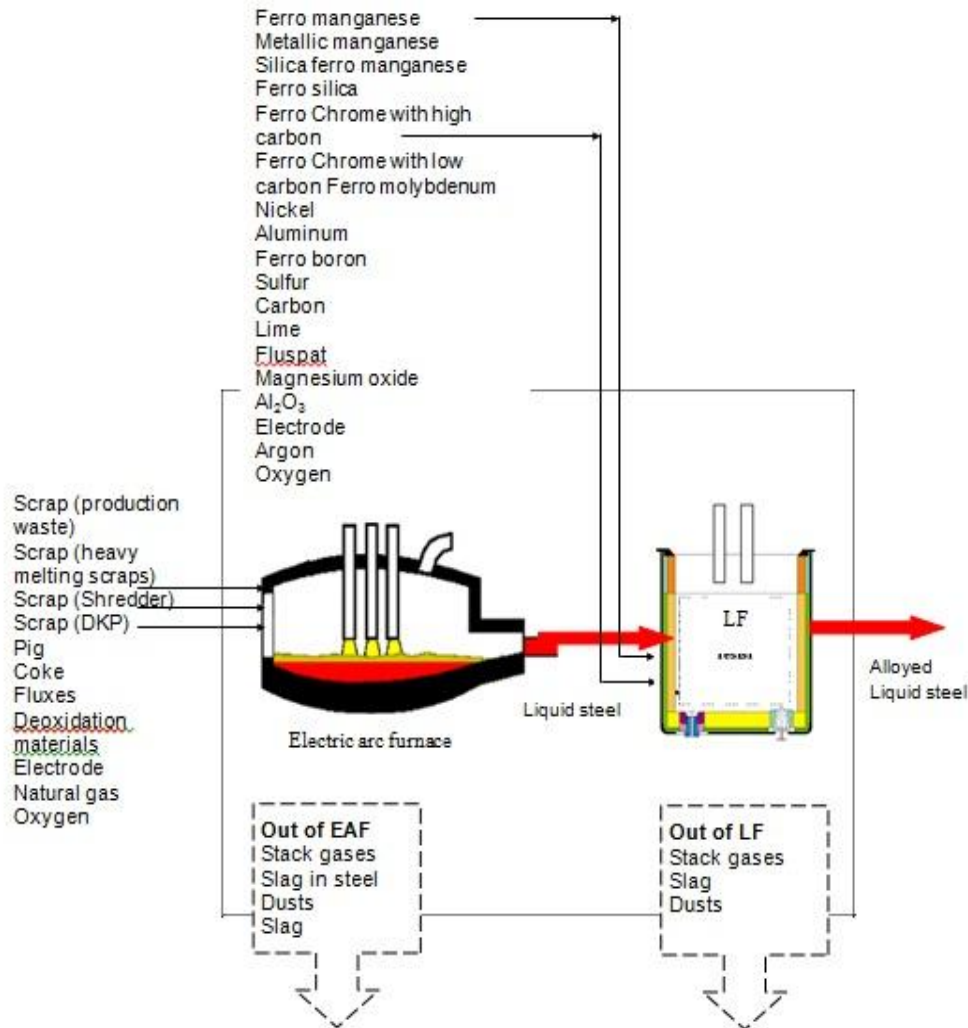 Ferro manganese
Metallic manganese
Silica ferro manganese
Ferro silica
Ferro Chrome with high
carbon
Ferro Chrome with low
carbon Ferro molybdenum
Nickel
Aluminum
Ferro boron
Sulfur
Carbon
Lime
Fluspat
Magnesium oxide
Al₂O₃
Electrode
Argon
Oxygen
Scrap (production
waste)
Scrap (heavy
melting scraps)
Scrap (Shredder)
Scrap (DKP)
Pig
Coke
Fluxes
Deoxidation
materials
Electrode
Natural gas
Oxygen
Electric arc furnace
Liquid steel
LF
Alloyed
Liquid steel
Out of EAF
Stack gases
Slag in steel
Dusts
Slag
Out of LF
Stack gases
Slag
Dusts